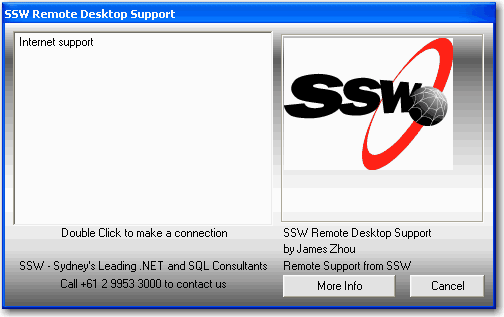 SSW Remote Desktop Support
Internet support
SSW
Double Click to make a connection
SSW - Sydney's Leading .NET and SQL Consultants
Call +61 2 9953 3000 to contact us
SSW Remote Desktop Support
by James Zhou
Remote Support from SSW
More Info
Cancel